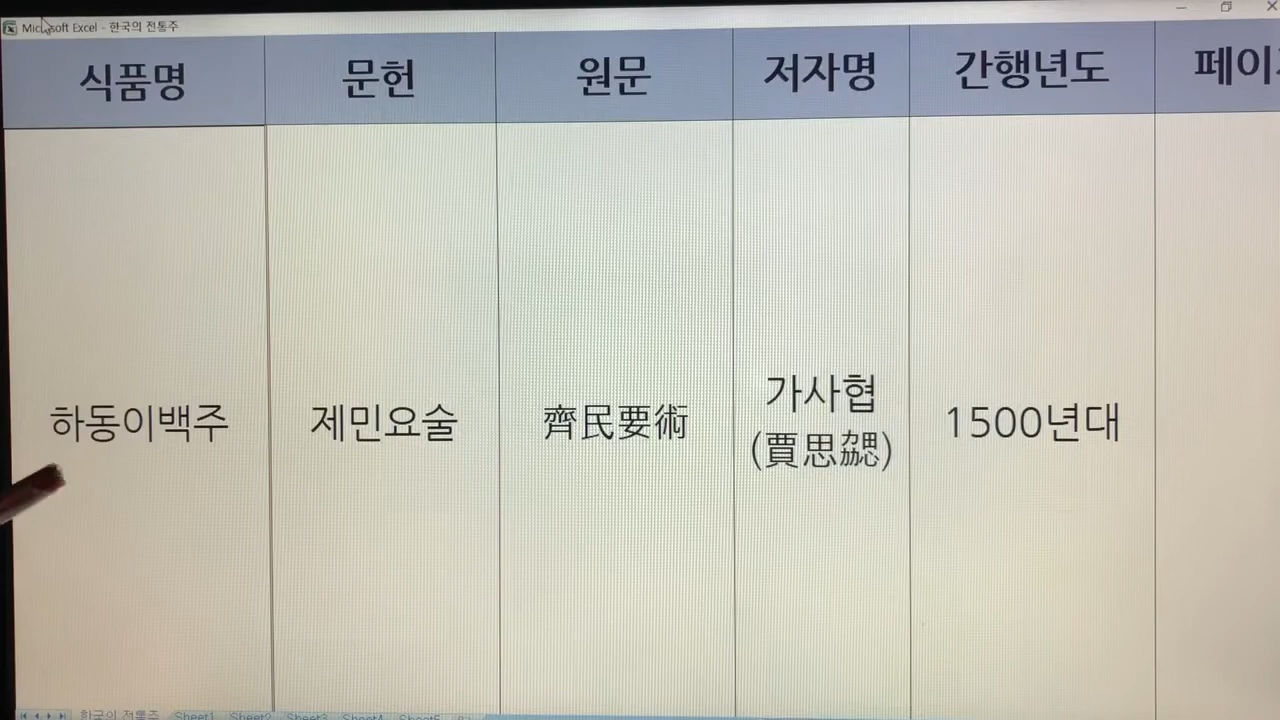 Microsoft Excel - 한국의 전통주
식품명 문헌 원문 저자명 간행년도
하동이백주 제민요술 齊民要術 가사협 1500년대
(賈思勰)
한국의 전통주 Sheet1 Sheet2 Sheet3 Sheet4 Sheet5